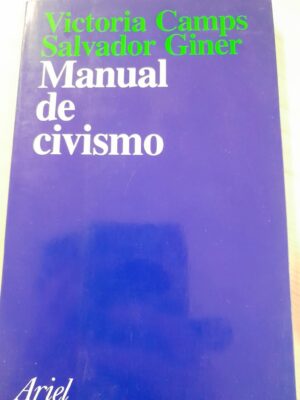 Victoria Camps
Salvador Giner
Manual
de
civismo
Ariel